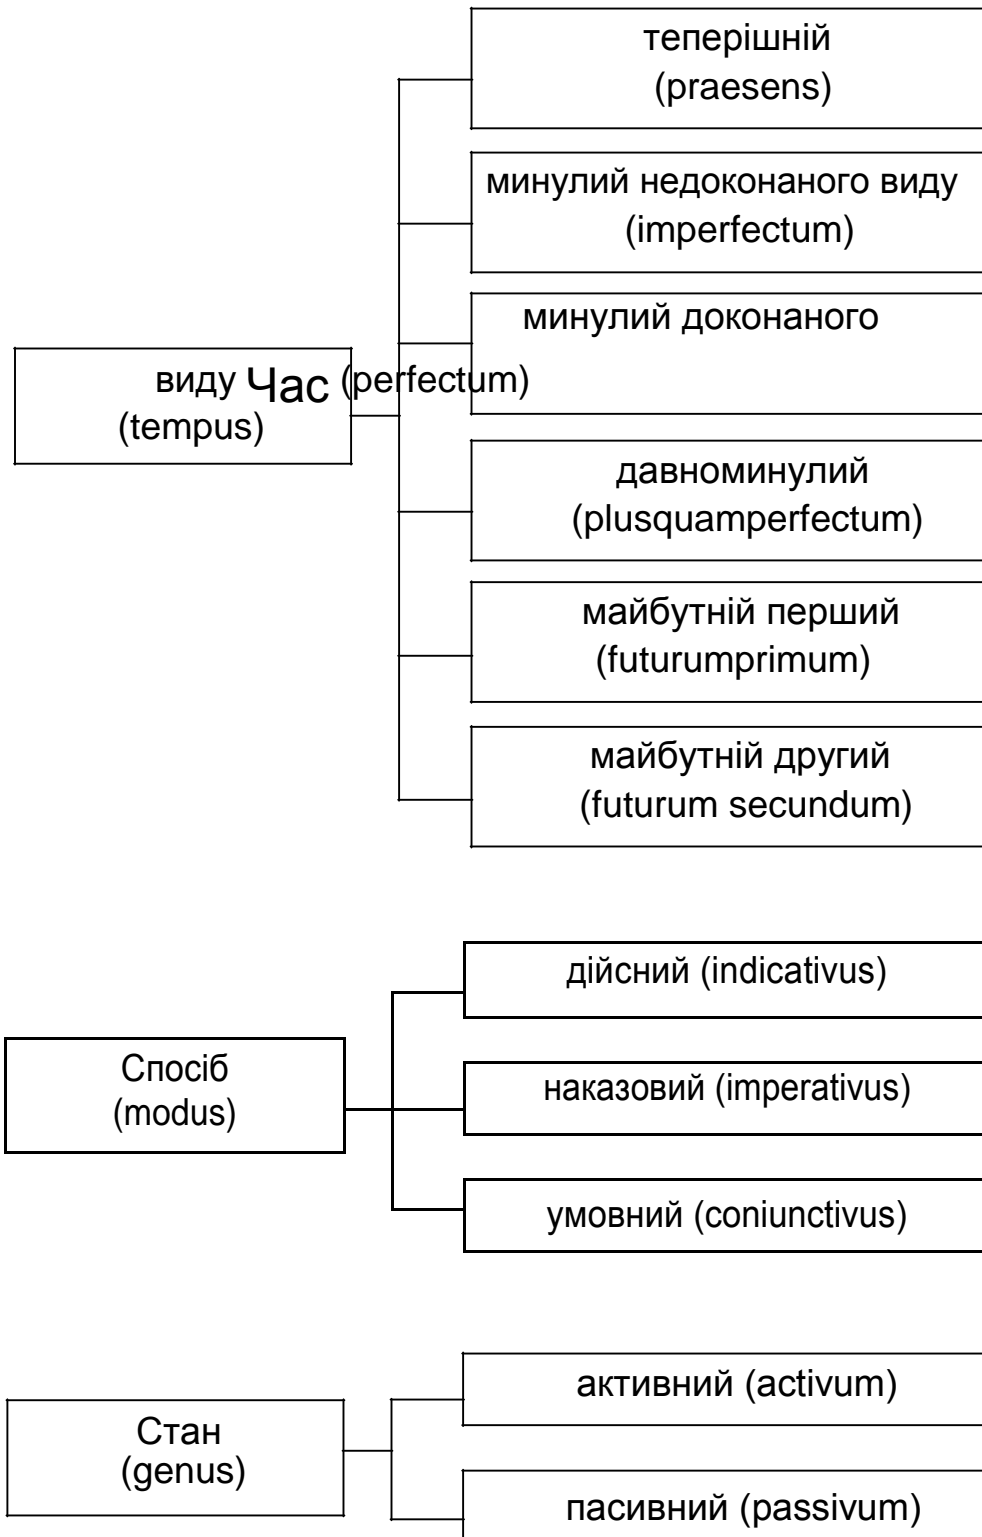 теперішній
(praesens)
минулий недоконаного виду
(imperfectum)
минулий доконаного
виду Час (perfectum)
(tempus)
давноминулий
(plusquamperfectum)
майбутній перший
(futurumprimum)
майбутній другий
(futurum secundum)
дійсний (indicativus)
Спосіб
(modus)
наказовий (imperativus)
умовний (coniunctivus)
активний (activum)
Стан
(genus)
пасивний (passivum)